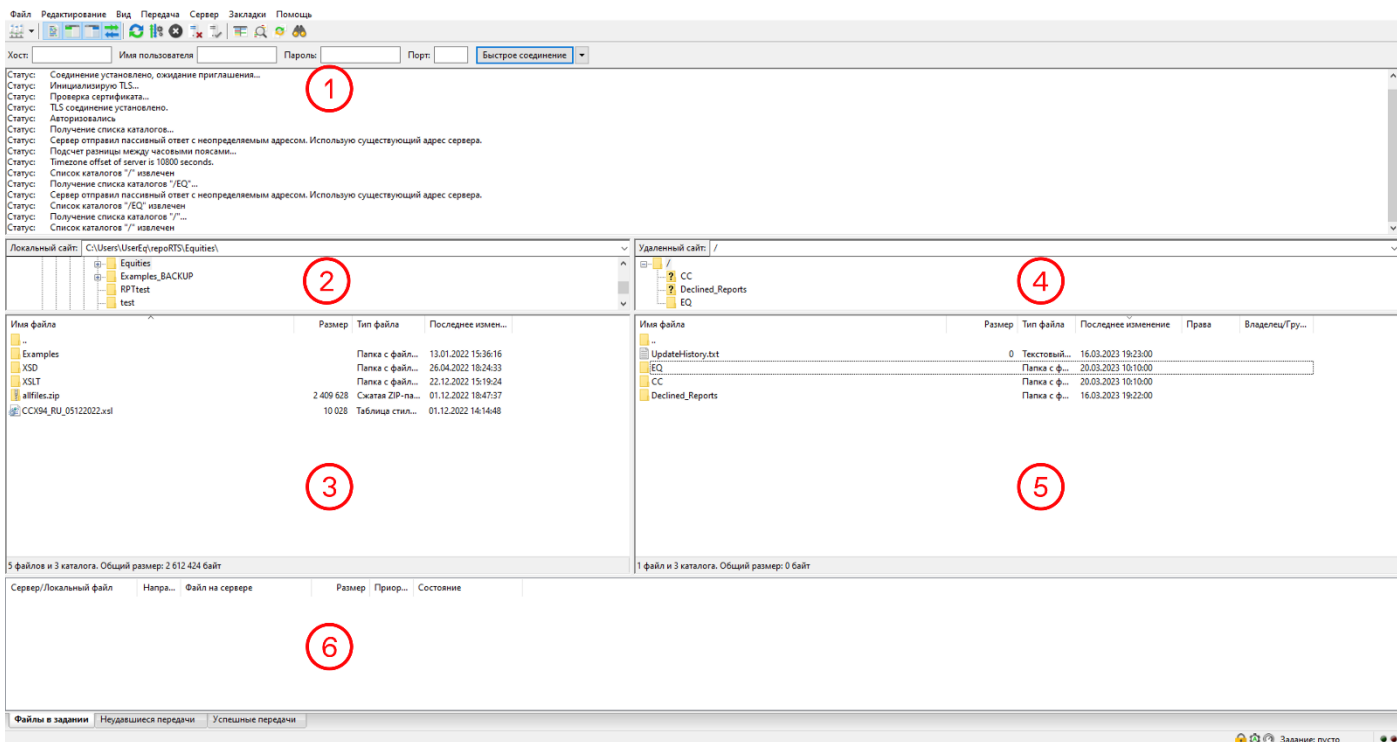 Файл Редактирование Вид Передача Сервер Закладки Помощь
Хост: Имя пользователя Пароль: Порт: Быстрое соединение
Статус: Соединение установлено, ожидание приглашения...
Статус: Инициализирую TLS...
Статус: Проверка сертификата...
Статус: TLS соединение установлено.
Статус: Авторизовались
Статус: Получение списка каталогов...
Статус: Сервер отправил пассивный ответ с неопределяемым адресом. Использую существующий адрес сервера.
Статус: Подсчет разницы между часовыми поясами...
Статус: Timezone offset of server is 10800 seconds.
Статус: Список каталогов "/" извлечен
Статус: Получение списка каталогов "/EQ"...
Статус: Сервер отправил пассивный ответ с неопределяемым адресом. Использую существующий адрес сервера.
Статус: Список каталогов "/EQ" извлечен
Статус: Получение списка каталогов "/"...
Статус: Список каталогов "/" извлечен
1
Локальный сайт: C:\Users\UserEq\repoRTS\Equities\
Equities
Examples_BACKUP
RPTtest
test
2
Удаленный сайт: /
/
? CC
? Declined_Reports
EQ
4
Имя файла Размер Тип файла Последнее измен...
..
Examples Папка с файл... 13.01.2022 15:36:16
XSD Папка с файл... 26.04.2022 18:24:33
XSLT Папка с файл... 22.12.2022 15:19:24
allfiles.zip 2 409 628 Сжатая ZIP-па... 01.12.2022 18:47:37
CCX94_RU_05122022.xsl 10 028 Таблица стил... 01.12.2022 14:14:48
3
5 файлов и 3 каталога. Общий размер: 2 612 424 байт
Имя файла Размер Тип файла Последнее изменение Права Владелец/Гру...
..
UpdateHistory.txt 0 Текстовый... 16.03.2023 19:23:00
EQ Папка с ф... 20.03.2023 10:10:00
CC Папка с ф... 20.03.2023 10:10:00
Declined_Reports Папка с ф... 16.03.2023 19:22:00
5
1 файл и 3 каталога. Общий размер: 0 байт
Сервер/Локальный файл Напра... Файл на сервере Размер Приор... Состояние
6
Файлы в задании Неудавшиеся передачи Успешные передачи
Задание: пусто